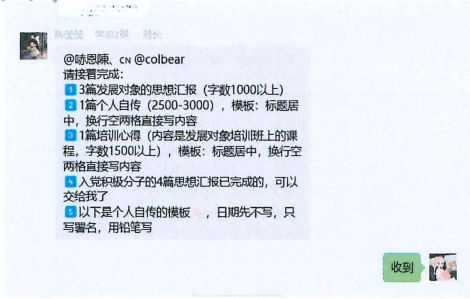 @哧恩陑、cɴ @colbear
请接着完成：
1 3篇发展对象的思想汇报（字数1000以上）
2 1篇个人自传（2500-3000），模板：标题居
中，换行空两格直接写内容
3 1篇培训心得（内容是发展对象培训班上的课
程，字数1500以上），模板：标题居中，换行空
两格直接写内容
4 入党积极分子的4篇思想汇报已完成的，可以
交给我了
5 以下是个人自传的模板，日期先不写，只
写署名，用铅笔写
收到